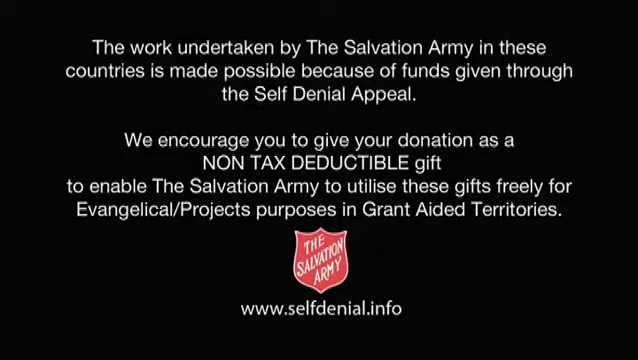 The work undertaken by The Salvation Army in these
countries is made possible because of funds given through
the Self Denial Appeal.
We encourage you to give your donation as a
NON TAX DEDUCTIBLE gift
to enable The Salvation Army to utilise these gifts freely for
Evangelical/Projects purposes in Grant Aided Territories.
THE
SALVATION
ARMY
www.selfdenial.info